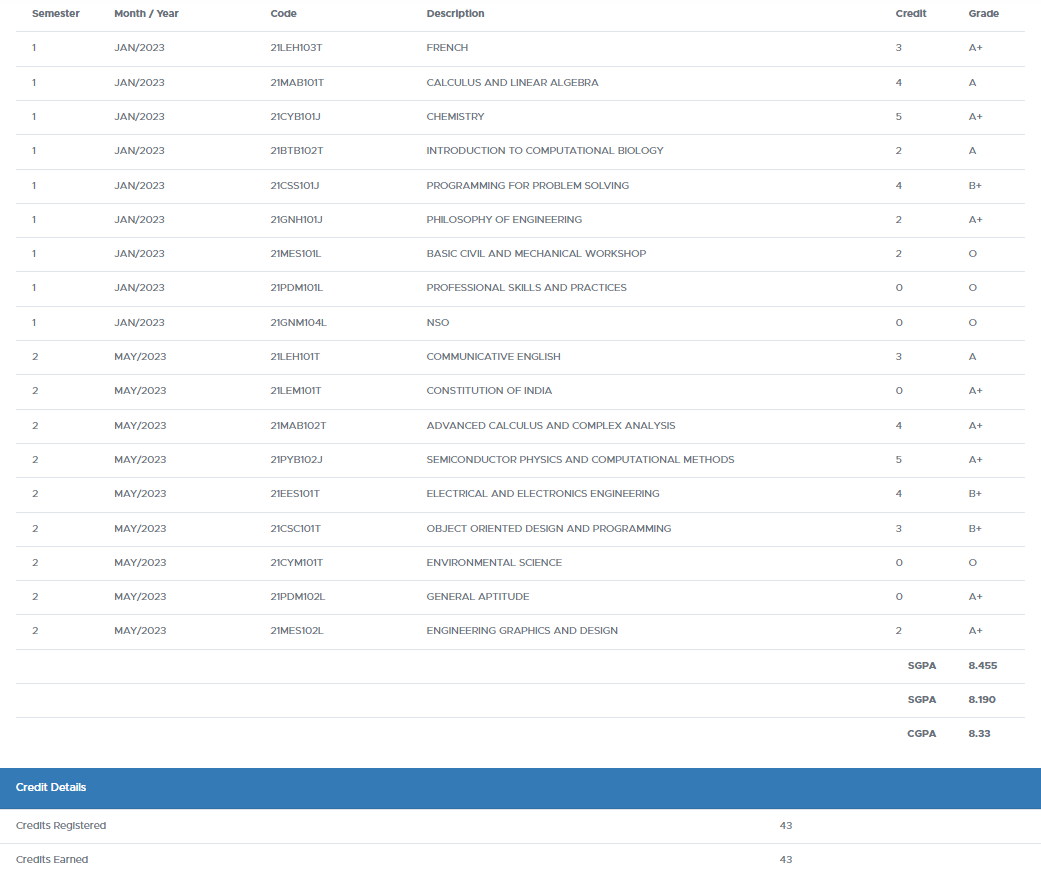 Semester Month / Year Code Description Credit Grade
1 JAN/2023 21LEH103T FRENCH 3 A+
1 JAN/2023 21MAB101T CALCULUS AND LINEAR ALGEBRA 4 A
1 JAN/2023 21CYB101J CHEMISTRY 5 A+
1 JAN/2023 21BTB102T INTRODUCTION TO COMPUTATIONAL BIOLOGY 2 A
1 JAN/2023 21CSS101J PROGRAMMING FOR PROBLEM SOLVING 4 B+
1 JAN/2023 21GNH101J PHILOSOPHY OF ENGINEERING 2 A+
1 JAN/2023 21MES101L BASIC CIVIL AND MECHANICAL WORKSHOP 2 O
1 JAN/2023 21PDM101L PROFESSIONAL SKILLS AND PRACTICES 0 O
1 JAN/2023 21GNM104L NSO 0 O
2 MAY/2023 21LEH101T COMMUNICATIVE ENGLISH 3 A
2 MAY/2023 21LEM101T CONSTITUTION OF INDIA 0 A+
2 MAY/2023 21MAB102T ADVANCED CALCULUS AND COMPLEX ANALYSIS 4 A+
2 MAY/2023 21PYB102J SEMICONDUCTOR PHYSICS AND COMPUTATIONAL METHODS 5 A+
2 MAY/2023 21EES101T ELECTRICAL AND ELECTRONICS ENGINEERING 4 B+
2 MAY/2023 21CSC101T OBJECT ORIENTED DESIGN AND PROGRAMMING 3 B+
2 MAY/2023 21CYM101T ENVIRONMENTAL SCIENCE 0 O
2 MAY/2023 21PDM102L GENERAL APTITUDE 0 A+
2 MAY/2023 21MES102L ENGINEERING GRAPHICS AND DESIGN 2 A+
SGPA 8.455
SGPA 8.190
CGPA 8.33
Credit Details
Credits Registered 43
Credits Earned 43